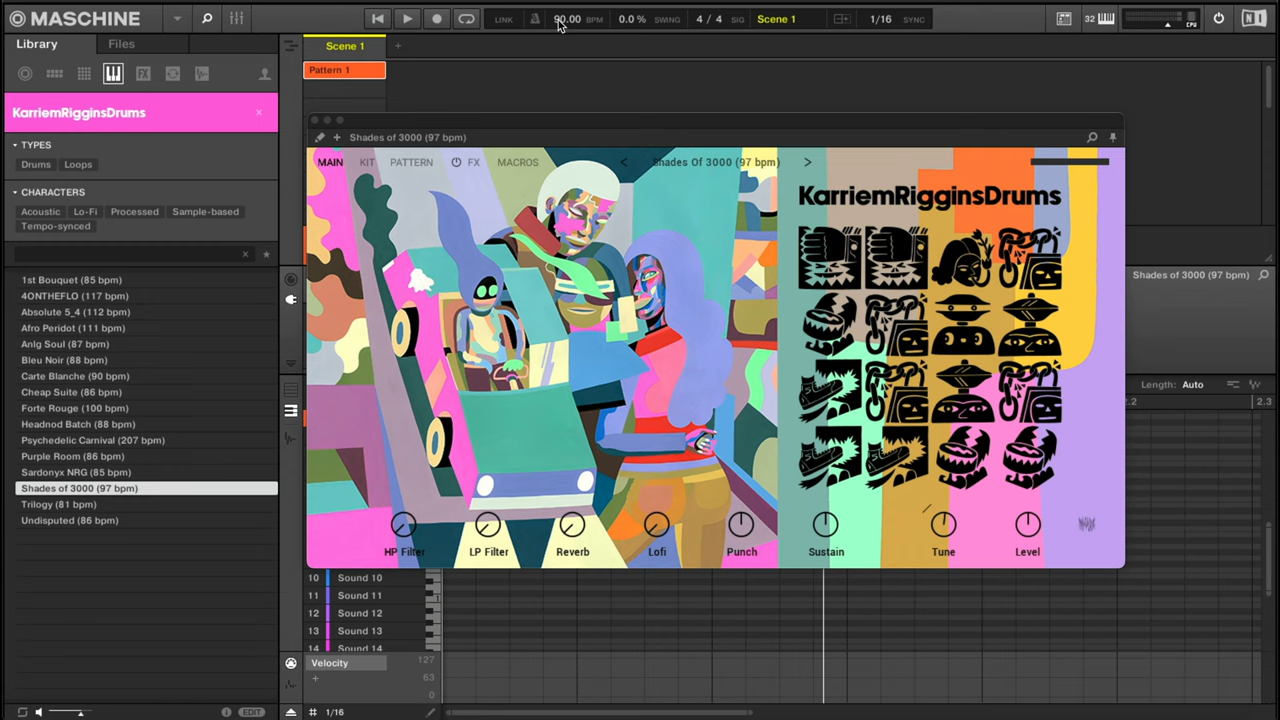 MASCHINE
LINK 90.00 BPM 0.0 % SWING 4 / 4 SIG Scene 1 1/16 SYNC
32
CPU
Library Files
Scene 1 +
Pattern 1
KarriemRigginsDrums ×
TYPES
Drums Loops
CHARACTERS
Acoustic Lo-Fi Processed Sample-based
Tempo-synced
1st Bouquet (85 bpm)
4ONTHEFLO (117 bpm)
Absolute 5_4 (112 bpm)
Afro Peridot (111 bpm)
Anlg Soul (87 bpm)
Bleu Noir (88 bpm)
Carte Blanche (90 bpm)
Cheap Suite (86 bpm)
Forte Rouge (100 bpm)
Headnod Batch (88 bpm)
Psychedelic Carnival (207 bpm)
Purple Room (86 bpm)
Sardonyx NRG (85 bpm)
Shades of 3000 (97 bpm)
Trilogy (81 bpm)
Undisputed (86 bpm)
EDIT
+ Shades of 3000 (97 bpm)
MAIN KIT PATTERN FX MACROS < Shades Of 3000 (97 bpm) >
KarriemRigginsDrums
HP Filter LP Filter Reverb Lofi Punch Sustain Tune Level
Shades of 3000 (97 bpm)
Length: Auto
2.2 2.3
10 Sound 10
11 Sound 11
12 Sound 12
13 Sound 13
14 Sound 14
Velocity 127
+ 63
0
# 1/16